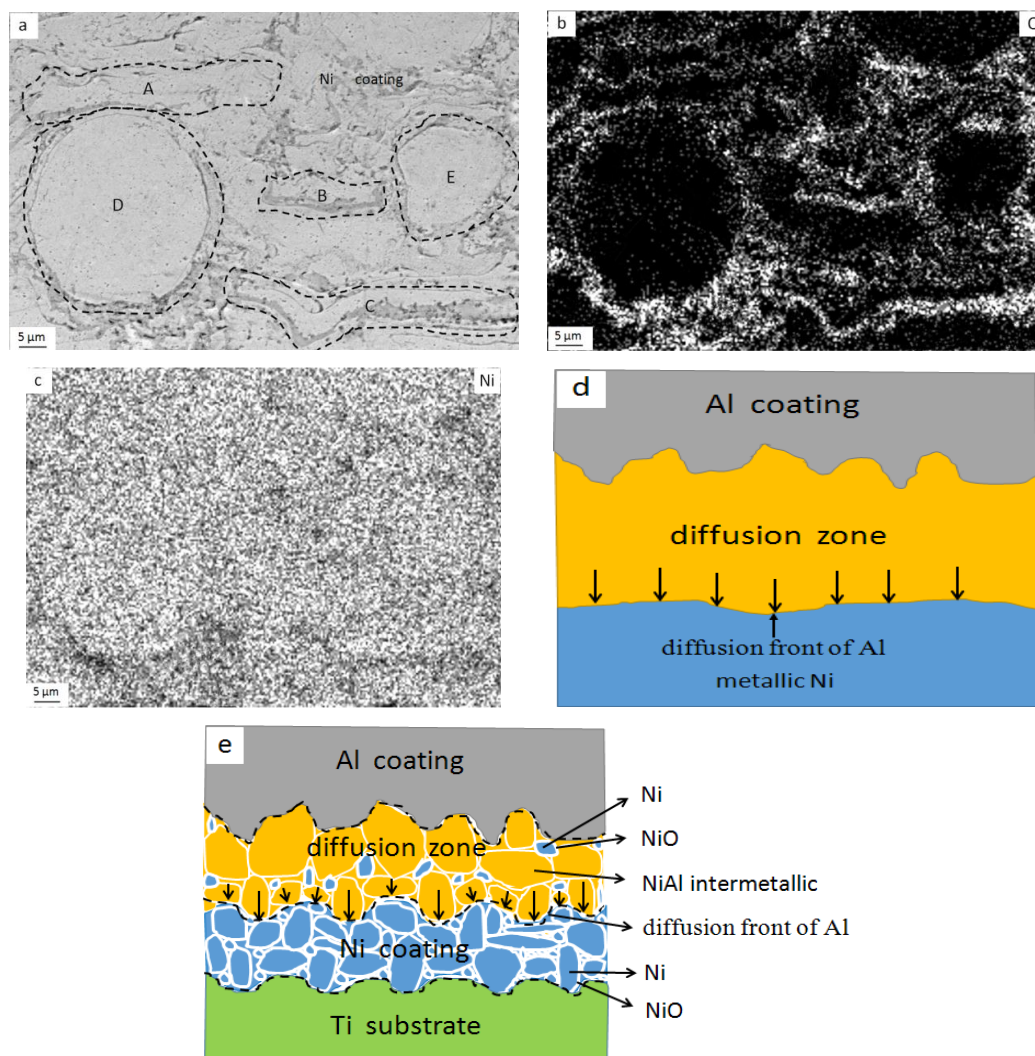 a
A
Ni coating
D
B
E
C
5 μm
b
O
5 μm
c
Ni
5 μm
d
Al coating
diffusion zone
diffusion front of Al
metallic Ni
e
Al coating
diffusion zone
Ni coating
Ti substrate
Ni
NiO
NiAl intermetallic
diffusion front of Al
Ni
NiO